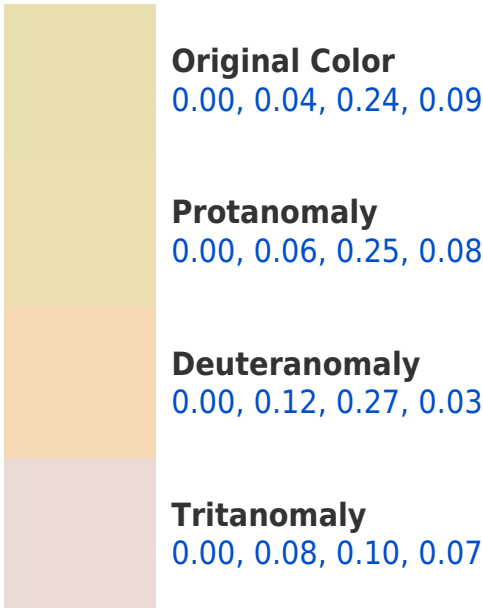 Original Color
0.00, 0.04, 0.24, 0.09
Protanomaly
0.00, 0.06, 0.25, 0.08
Deuteranomaly
0.00, 0.12, 0.27, 0.03
Tritanomaly
0.00, 0.08, 0.10, 0.07